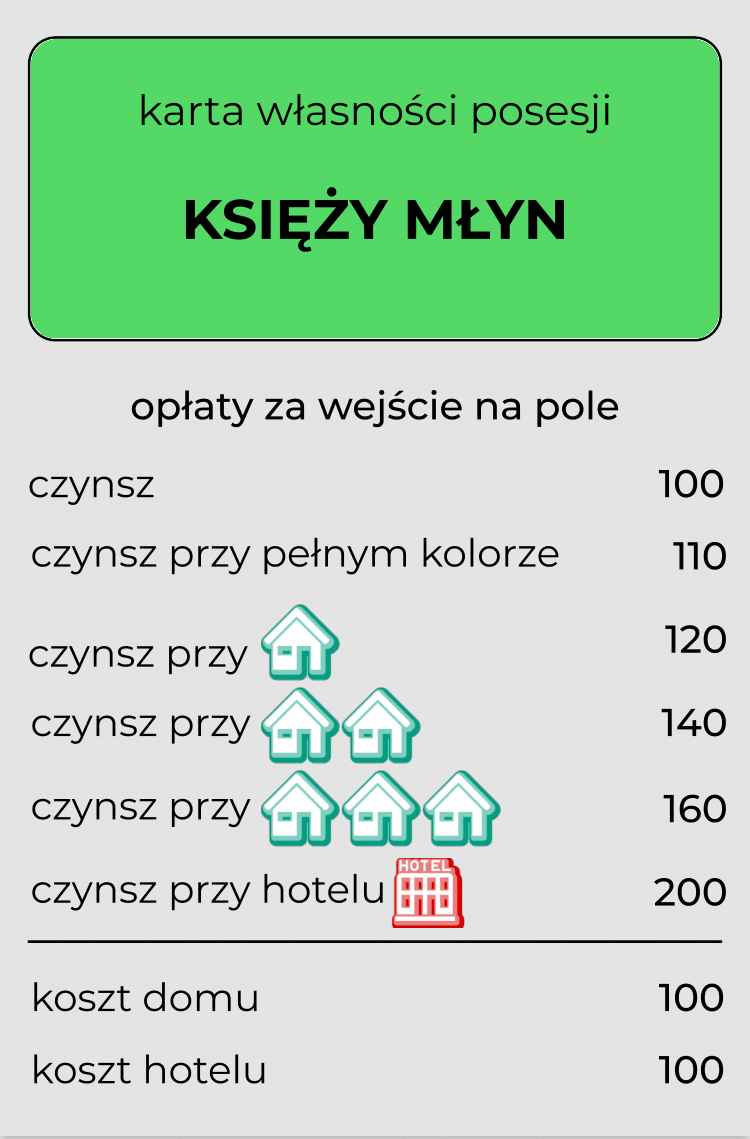 karta własności posesji
KSIĘŻY MŁYN
opłaty za wejście na pole
czynsz 100
czynsz przy pełnym kolorze 110
czynsz przy 120
czynsz przy 140
czynsz przy 160
czynsz przy hotelu HOTEL 200
koszt domu 100
koszt hotelu 100